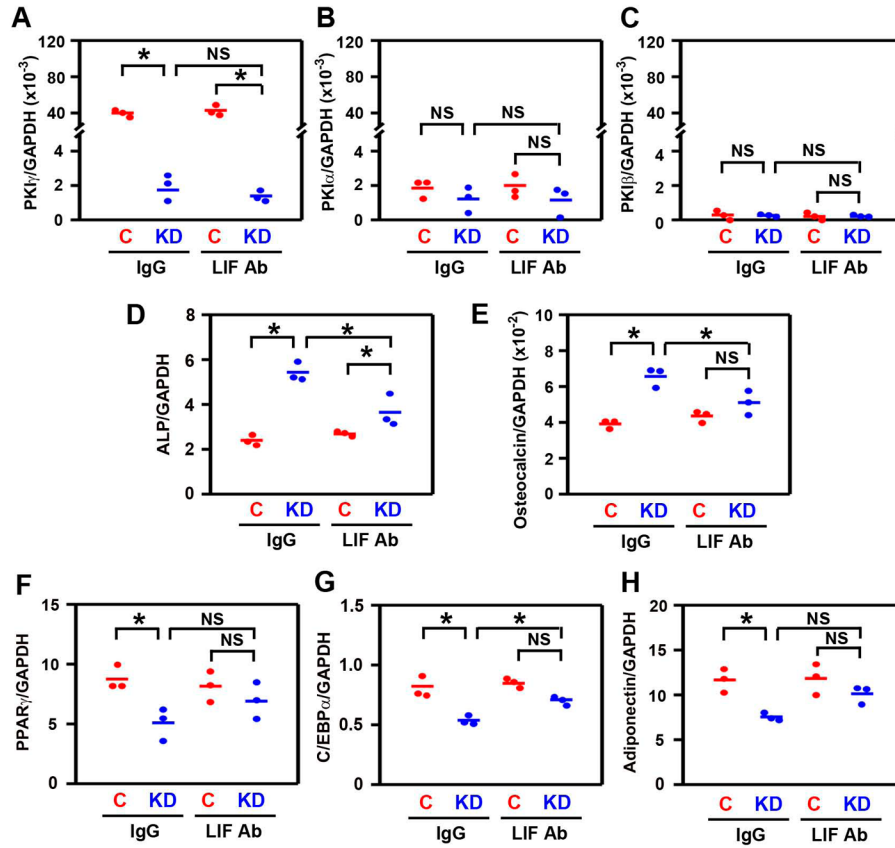 A
PKIγ/GAPDH (x10⁻³)
120
80
40
4
2
0
*
NS
*
C KD C KD
IgG LIF Ab
B
PKIα/GAPDH (x10⁻³)
120
80
40
4
2
0
NS
NS
NS
C KD C KD
IgG LIF Ab
C
PKIβ/GAPDH (x10⁻³)
120
80
40
4
2
0
NS
NS
NS
C KD C KD
IgG LIF Ab
D
ALP/GAPDH
8
6
4
2
0
*
*
*
C KD C KD
IgG LIF Ab
E
Osteocalcin/GAPDH (x10⁻²)
10
8
6
4
2
0
*
*
NS
C KD C KD
IgG LIF Ab
F
PPARγ/GAPDH
15
10
5
0
*
NS
NS
C KD C KD
IgG LIF Ab
G
C/EBPα/GAPDH
1.5
1.0
0.5
0
*
*
NS
C KD C KD
IgG LIF Ab
H
Adiponectin/GAPDH
20
15
10
5
0
*
NS
NS
C KD C KD
IgG LIF Ab